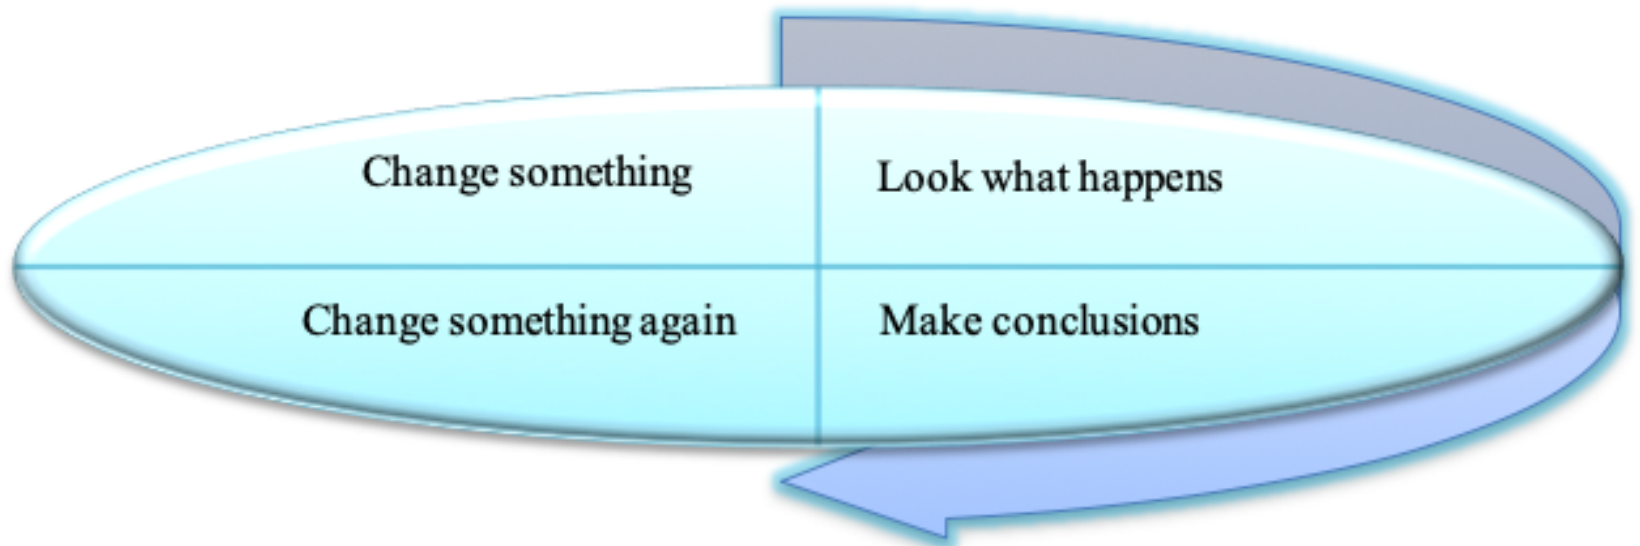 Change something
Look what happens
Change something again
Make conclusions